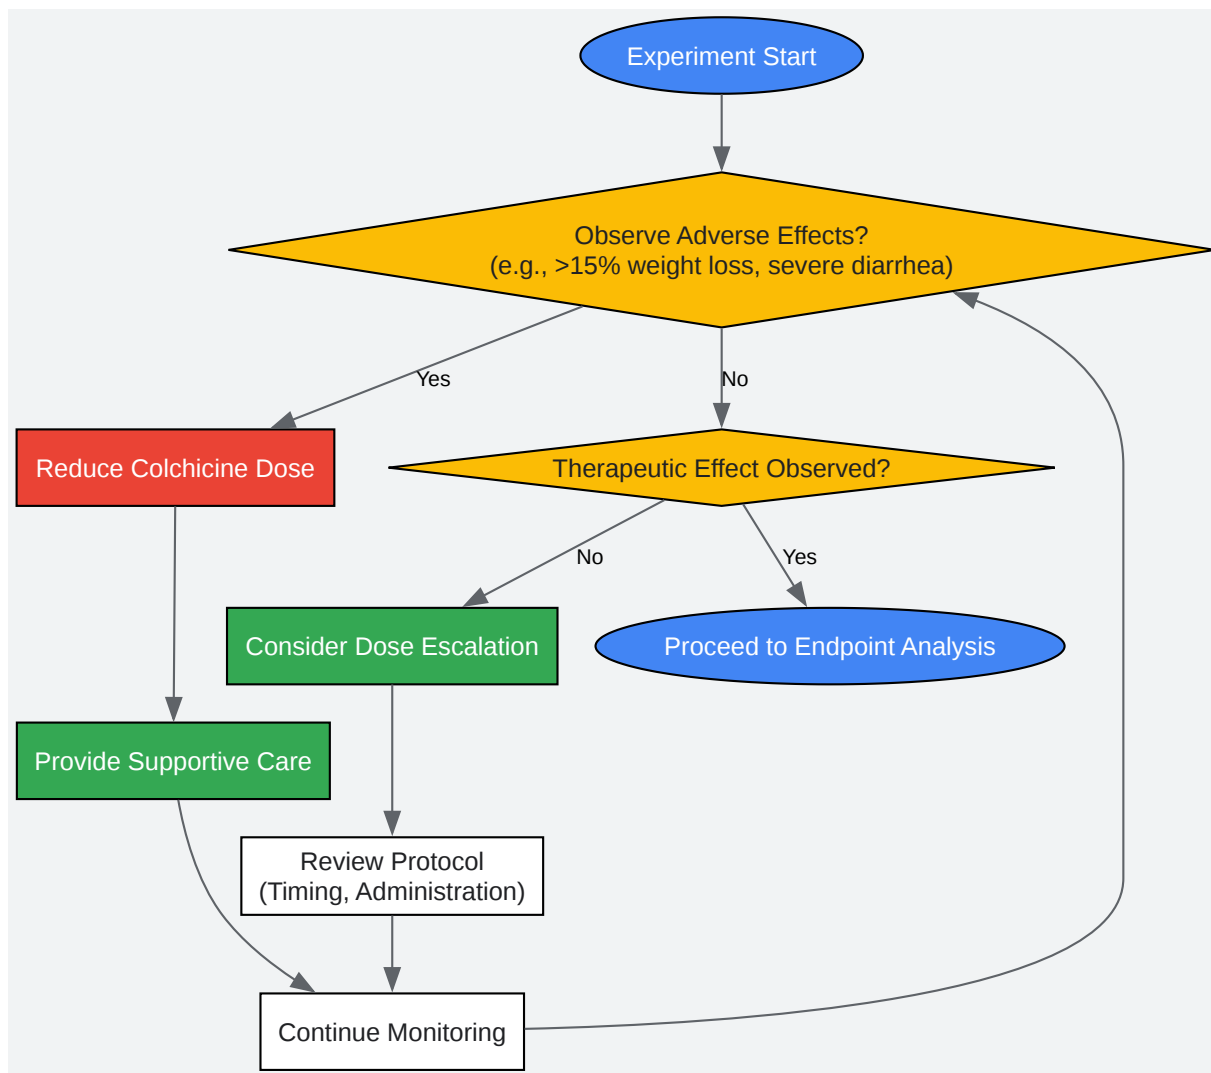 Experiment Start
Observe Adverse Effects?
(e.g., >15% weight loss, severe diarrhea)
Yes
No
Reduce Colchicine Dose
Therapeutic Effect Observed?
No
Yes
Consider Dose Escalation
Proceed to Endpoint Analysis
Provide Supportive Care
Review Protocol
(Timing, Administration)
Continue Monitoring